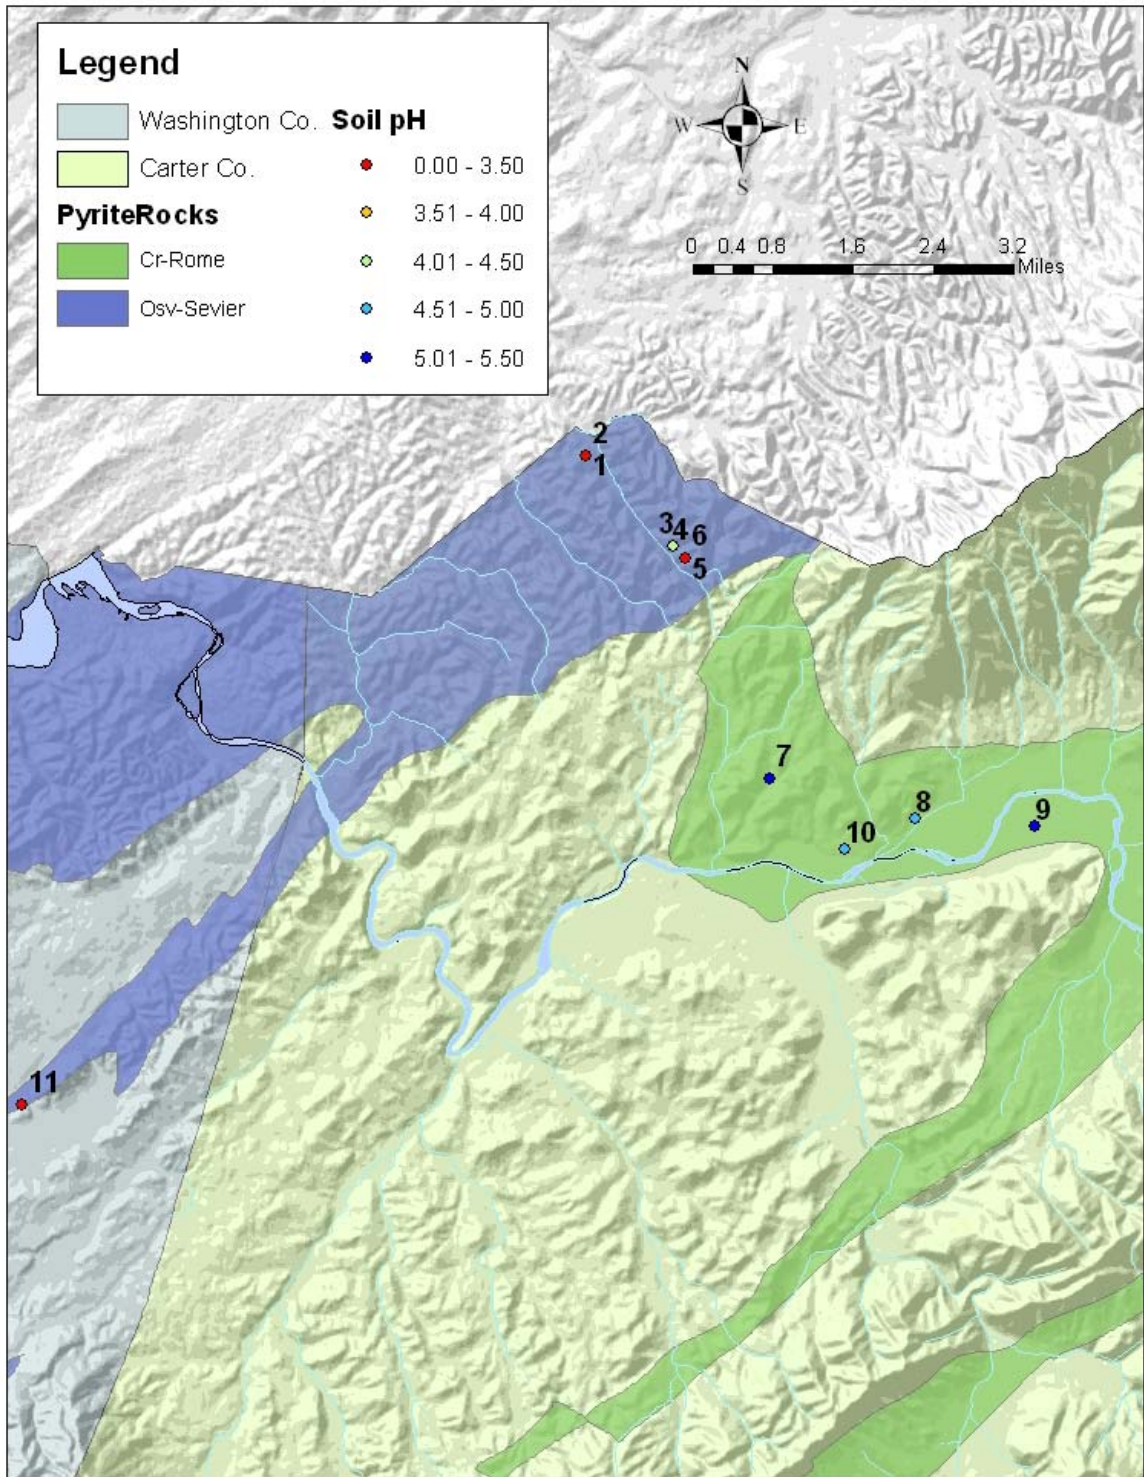 Legend
Washington Co.
Carter Co.
PyriteRocks
Cr-Rome
Osv-Sevier
Soil pH
0.00 - 3.50
3.51 - 4.00
4.01 - 4.50
4.51 - 5.00
5.01 - 5.50
N
W E
S
0 0.4 0.8 1.6 2.4 3.2
Miles
2
1
3 4 6
5
7
8
9
10
11